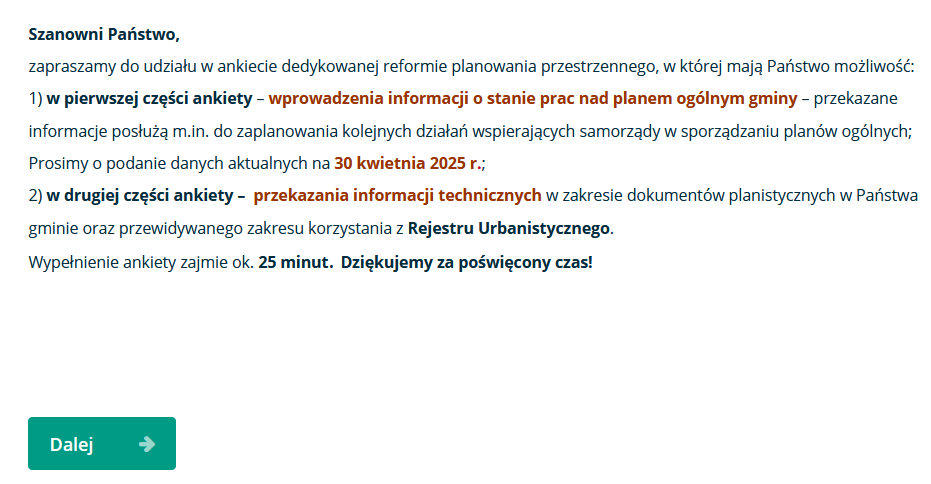 Szanowni Państwo,
zapraszamy do udziału w ankiecie dedykowanej reformie planowania przestrzennego, w której mają Państwo możliwość:
1) w pierwszej części ankiety – wprowadzenia informacji o stanie prac nad planem ogólnym gminy – przekazane
informacje posłużą m.in. do zaplanowania kolejnych działań wspierających samorządy w sporządzaniu planów ogólnych;
Prosimy o podanie danych aktualnych na 30 kwietnia 2025 r.;
2) w drugiej części ankiety – przekazania informacji technicznych w zakresie dokumentów planistycznych w Państwa
gminie oraz przewidywanego zakresu korzystania z Rejestru Urbanistycznego.
Wypełnienie ankiety zajmie ok. 25 minut. Dziękujemy za poświęcony czas!
Dalej